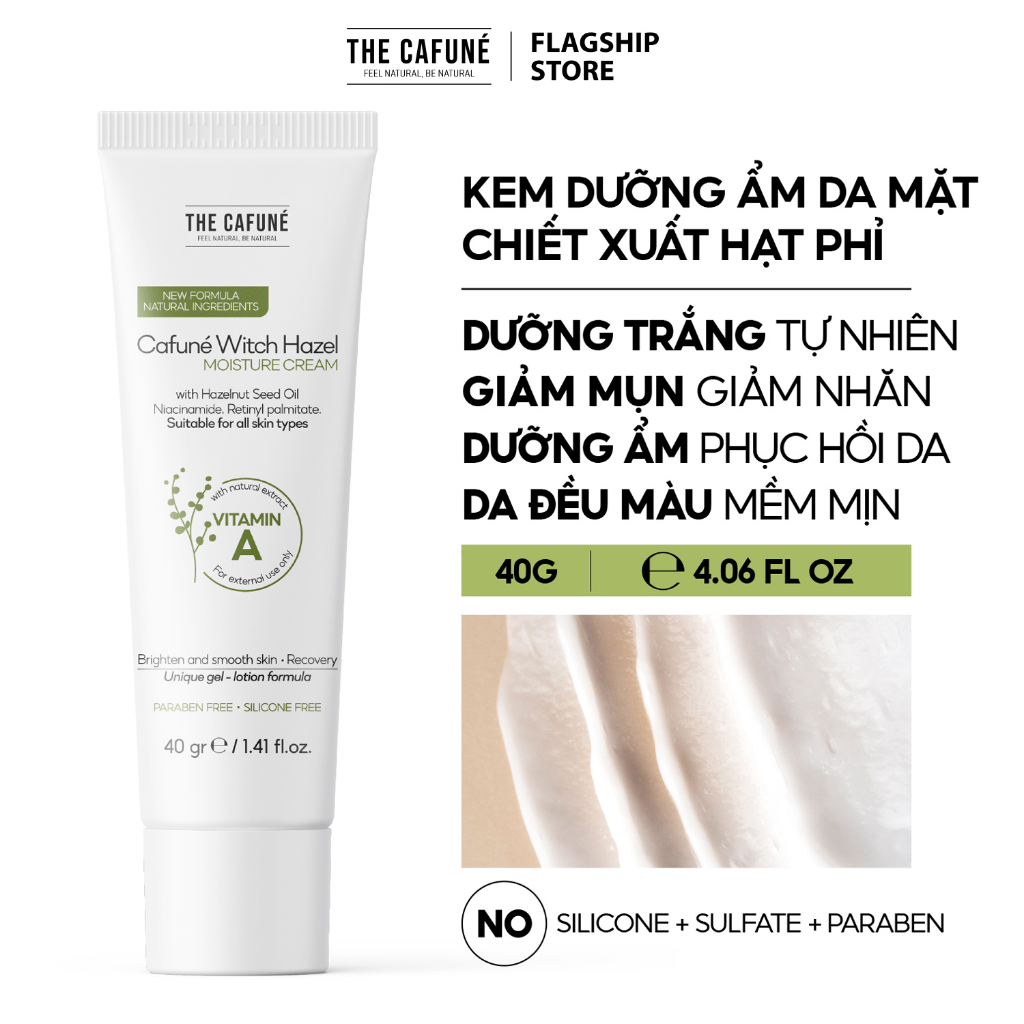 THE CAFUNÉ
FEEL NATURAL, BE NATURAL
FLAGSHIP
STORE
THE CAFUNÉ
FEEL NATURAL, BE NATURAL
NEW FORMULA
NATURAL INGREDIENTS
Cafuné Witch Hazel
MOISTURE CREAM
with Hazelnut Seed Oil
Niacinamide, Retinyl palmitate.
Suitable for all skin types
with natural extract
VITAMIN
A
For external use only
Brighten and smooth skin • Recovery
Unique gel - lotion formula
PARABEN FREE • SILICONE FREE
40 gr ℮ / 1.41 fl.oz.
KEM DƯỠNG ẨM DA MẶT
CHIẾT XUẤT HẠT PHỈ
DƯỠNG TRẮNG TỰ NHIÊN
GIẢM MỤN GIẢM NHĂN
DƯỠNG ẨM PHỤC HỒI DA
DA ĐỀU MÀU MỀM MỊN
40G ℮ 4.06 FL OZ
NO SILICONE + SULFATE + PARABEN